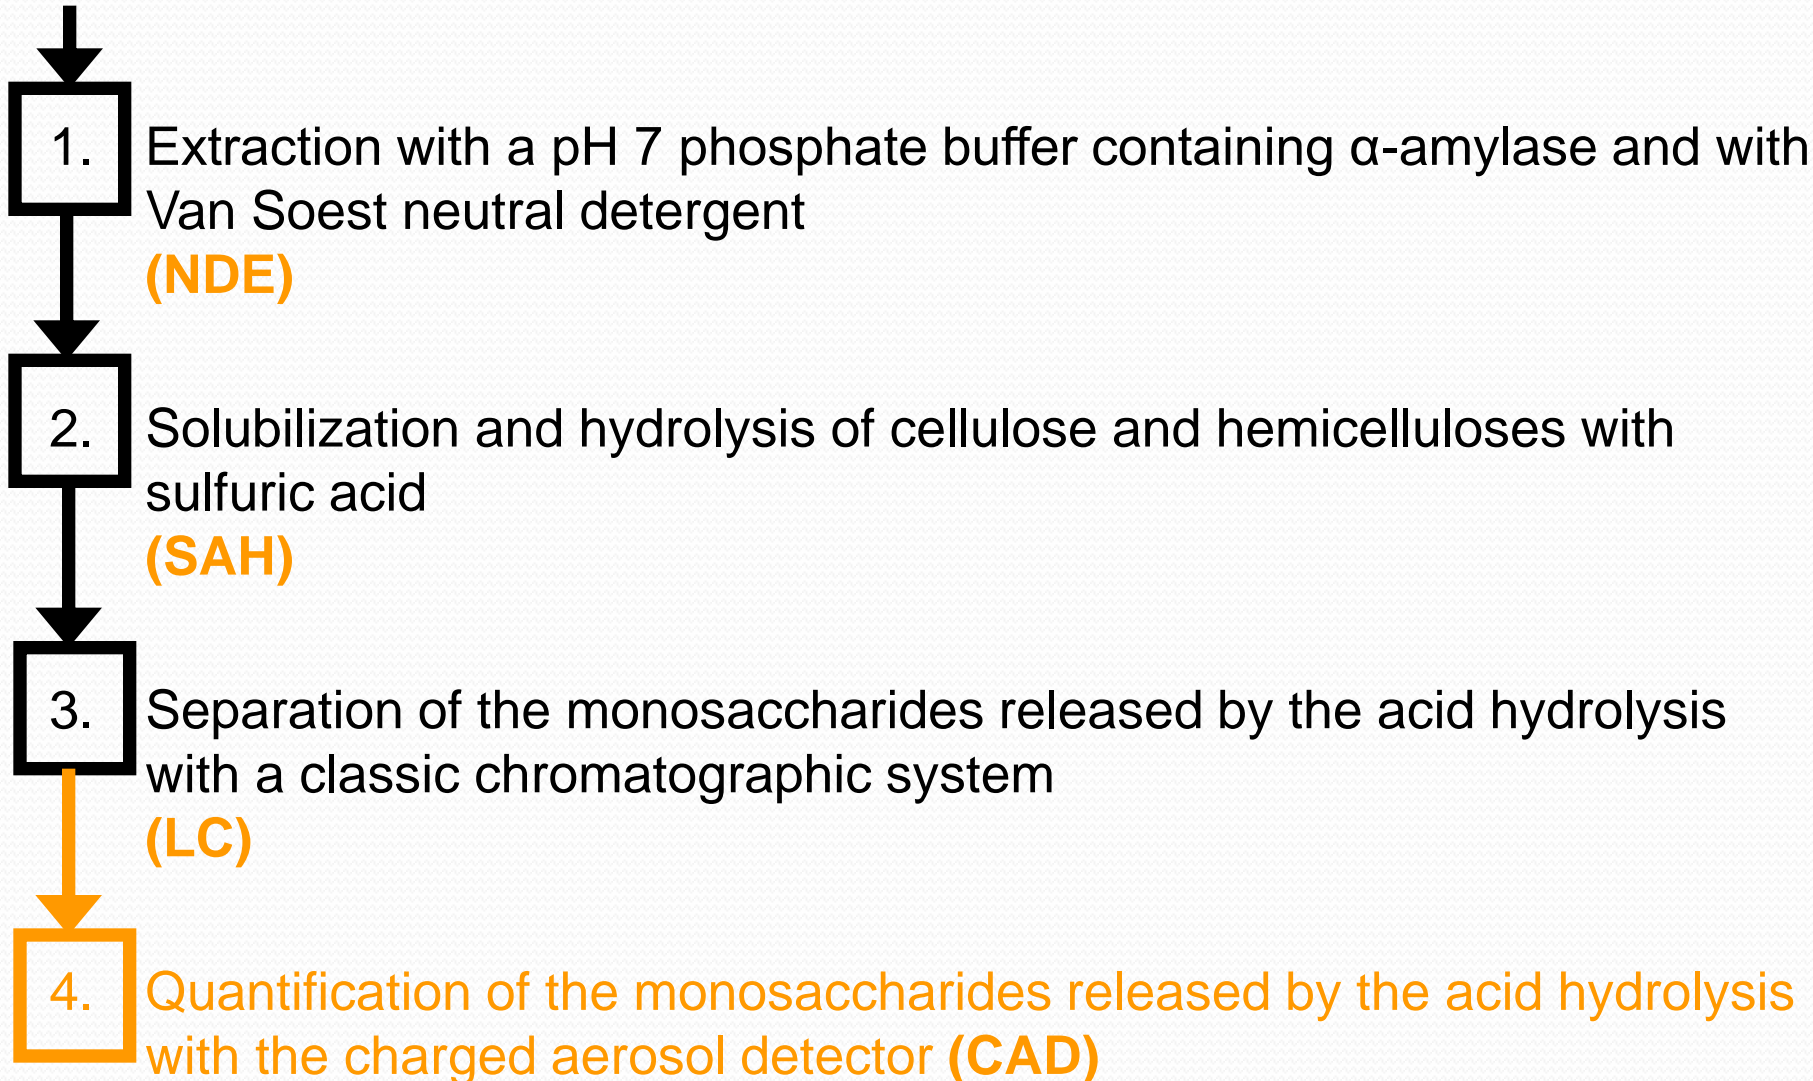 1. Extraction with a pH 7 phosphate buffer containing α-amylase and with
Van Soest neutral detergent
(NDE)
2. Solubilization and hydrolysis of cellulose and hemicelluloses with
sulfuric acid
(SAH)
3. Separation of the monosaccharides released by the acid hydrolysis
with a classic chromatographic system
(LC)
4. Quantification of the monosaccharides released by the acid hydrolysis
with the charged aerosol detector (CAD)